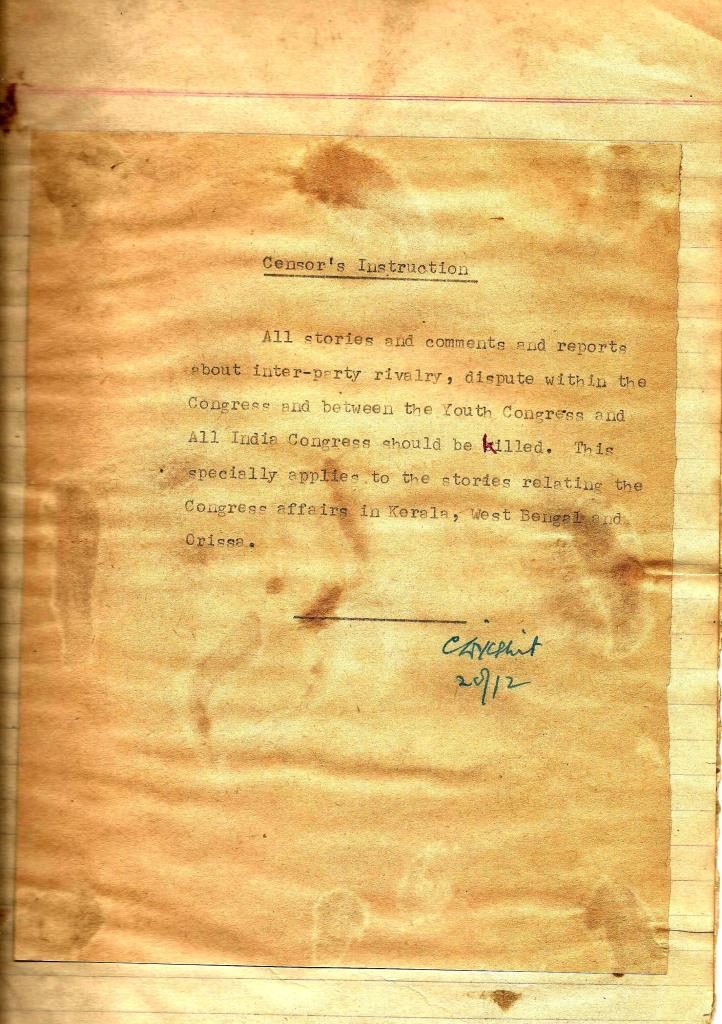 Censor's Instruction
All stories and comments and reports
about inter-party rivalry, dispute within the
Congress and between the Youth Congress and
All India Congress should be killed. This
specially applies to the stories relating the
Congress affairs in Kerala, West Bengal and
Orissa.
20/12